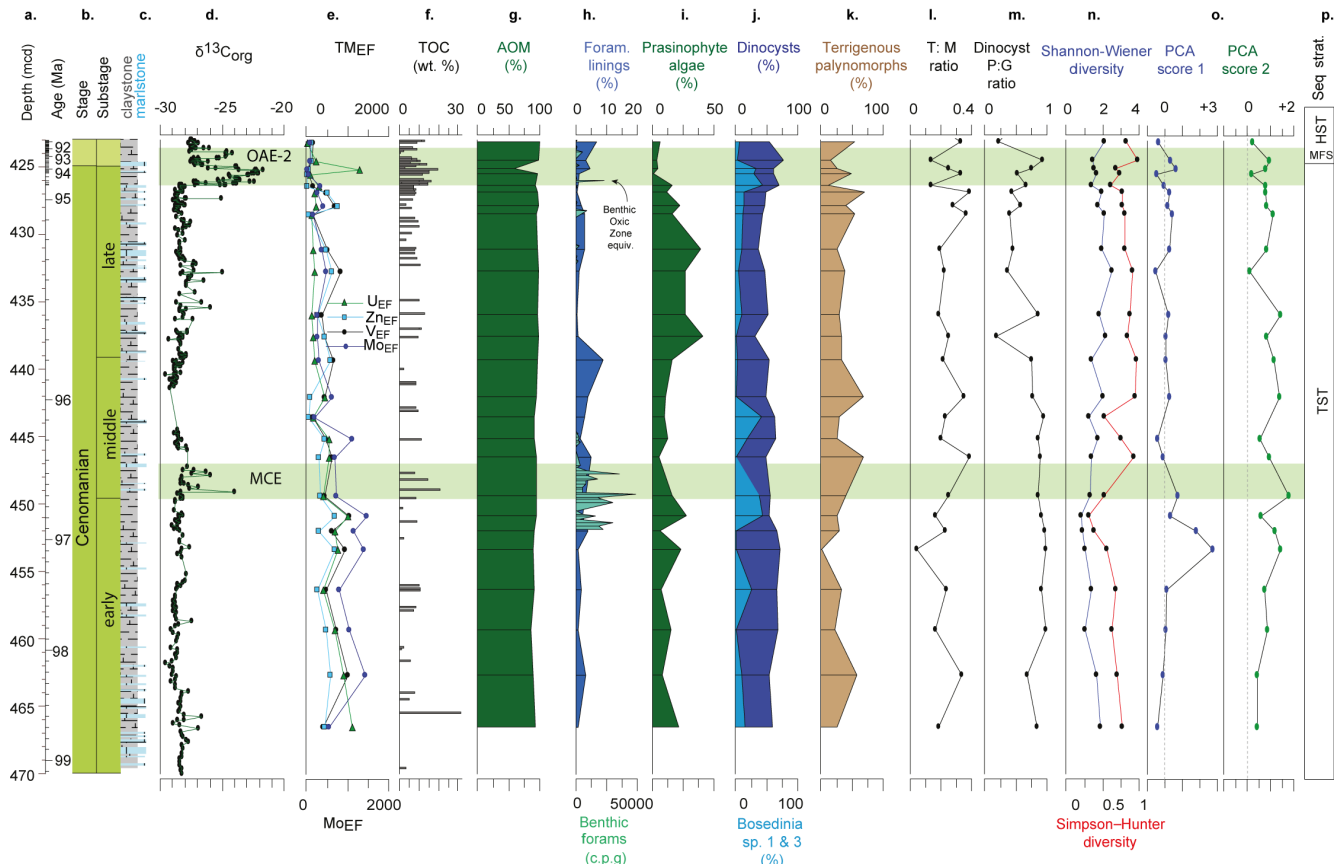 a. b. c. d. e. f. g. h. i. j. k. l. m. n. o. p.
Depth (mcd)
Age (Ma)
Stage
Substage
claystone
marlstone
δ13Corg
TMEF
TOC
(wt. %)
AOM
(%)
Foram.
linings
(%)
Prasinophyte
algae
(%)
Dinocysts
(%)
Terrigenous
palynomorphs
(%)
T: M
ratio
Dinocyst
P:G
ratio
Shannon-Wiener
diversity
PCA
score 1
PCA
score 2
Seq strat.
-30 -25 -20
0 2000
0 30
0 100
0 20
0 50
0 100
0 100
0 0.4
0 1
0 2 4
0 +3
0 +2
92
93
94
95
96
97
98
99
425
430
435
440
445
450
455
460
465
470
Cenomanian
late
middle
early
OAE-2
MCE
UEF
ZnEF
VEF
MoEF
Benthic
Oxic
Zone
equiv.
HST
MFS
TST
0 2000
MoEF
0 50000
Benthic
forams
(c.p.g)
0 100
Bosedinia
sp. 1 & 3
(%)
0 0.5 1
Simpson–Hunter
diversity